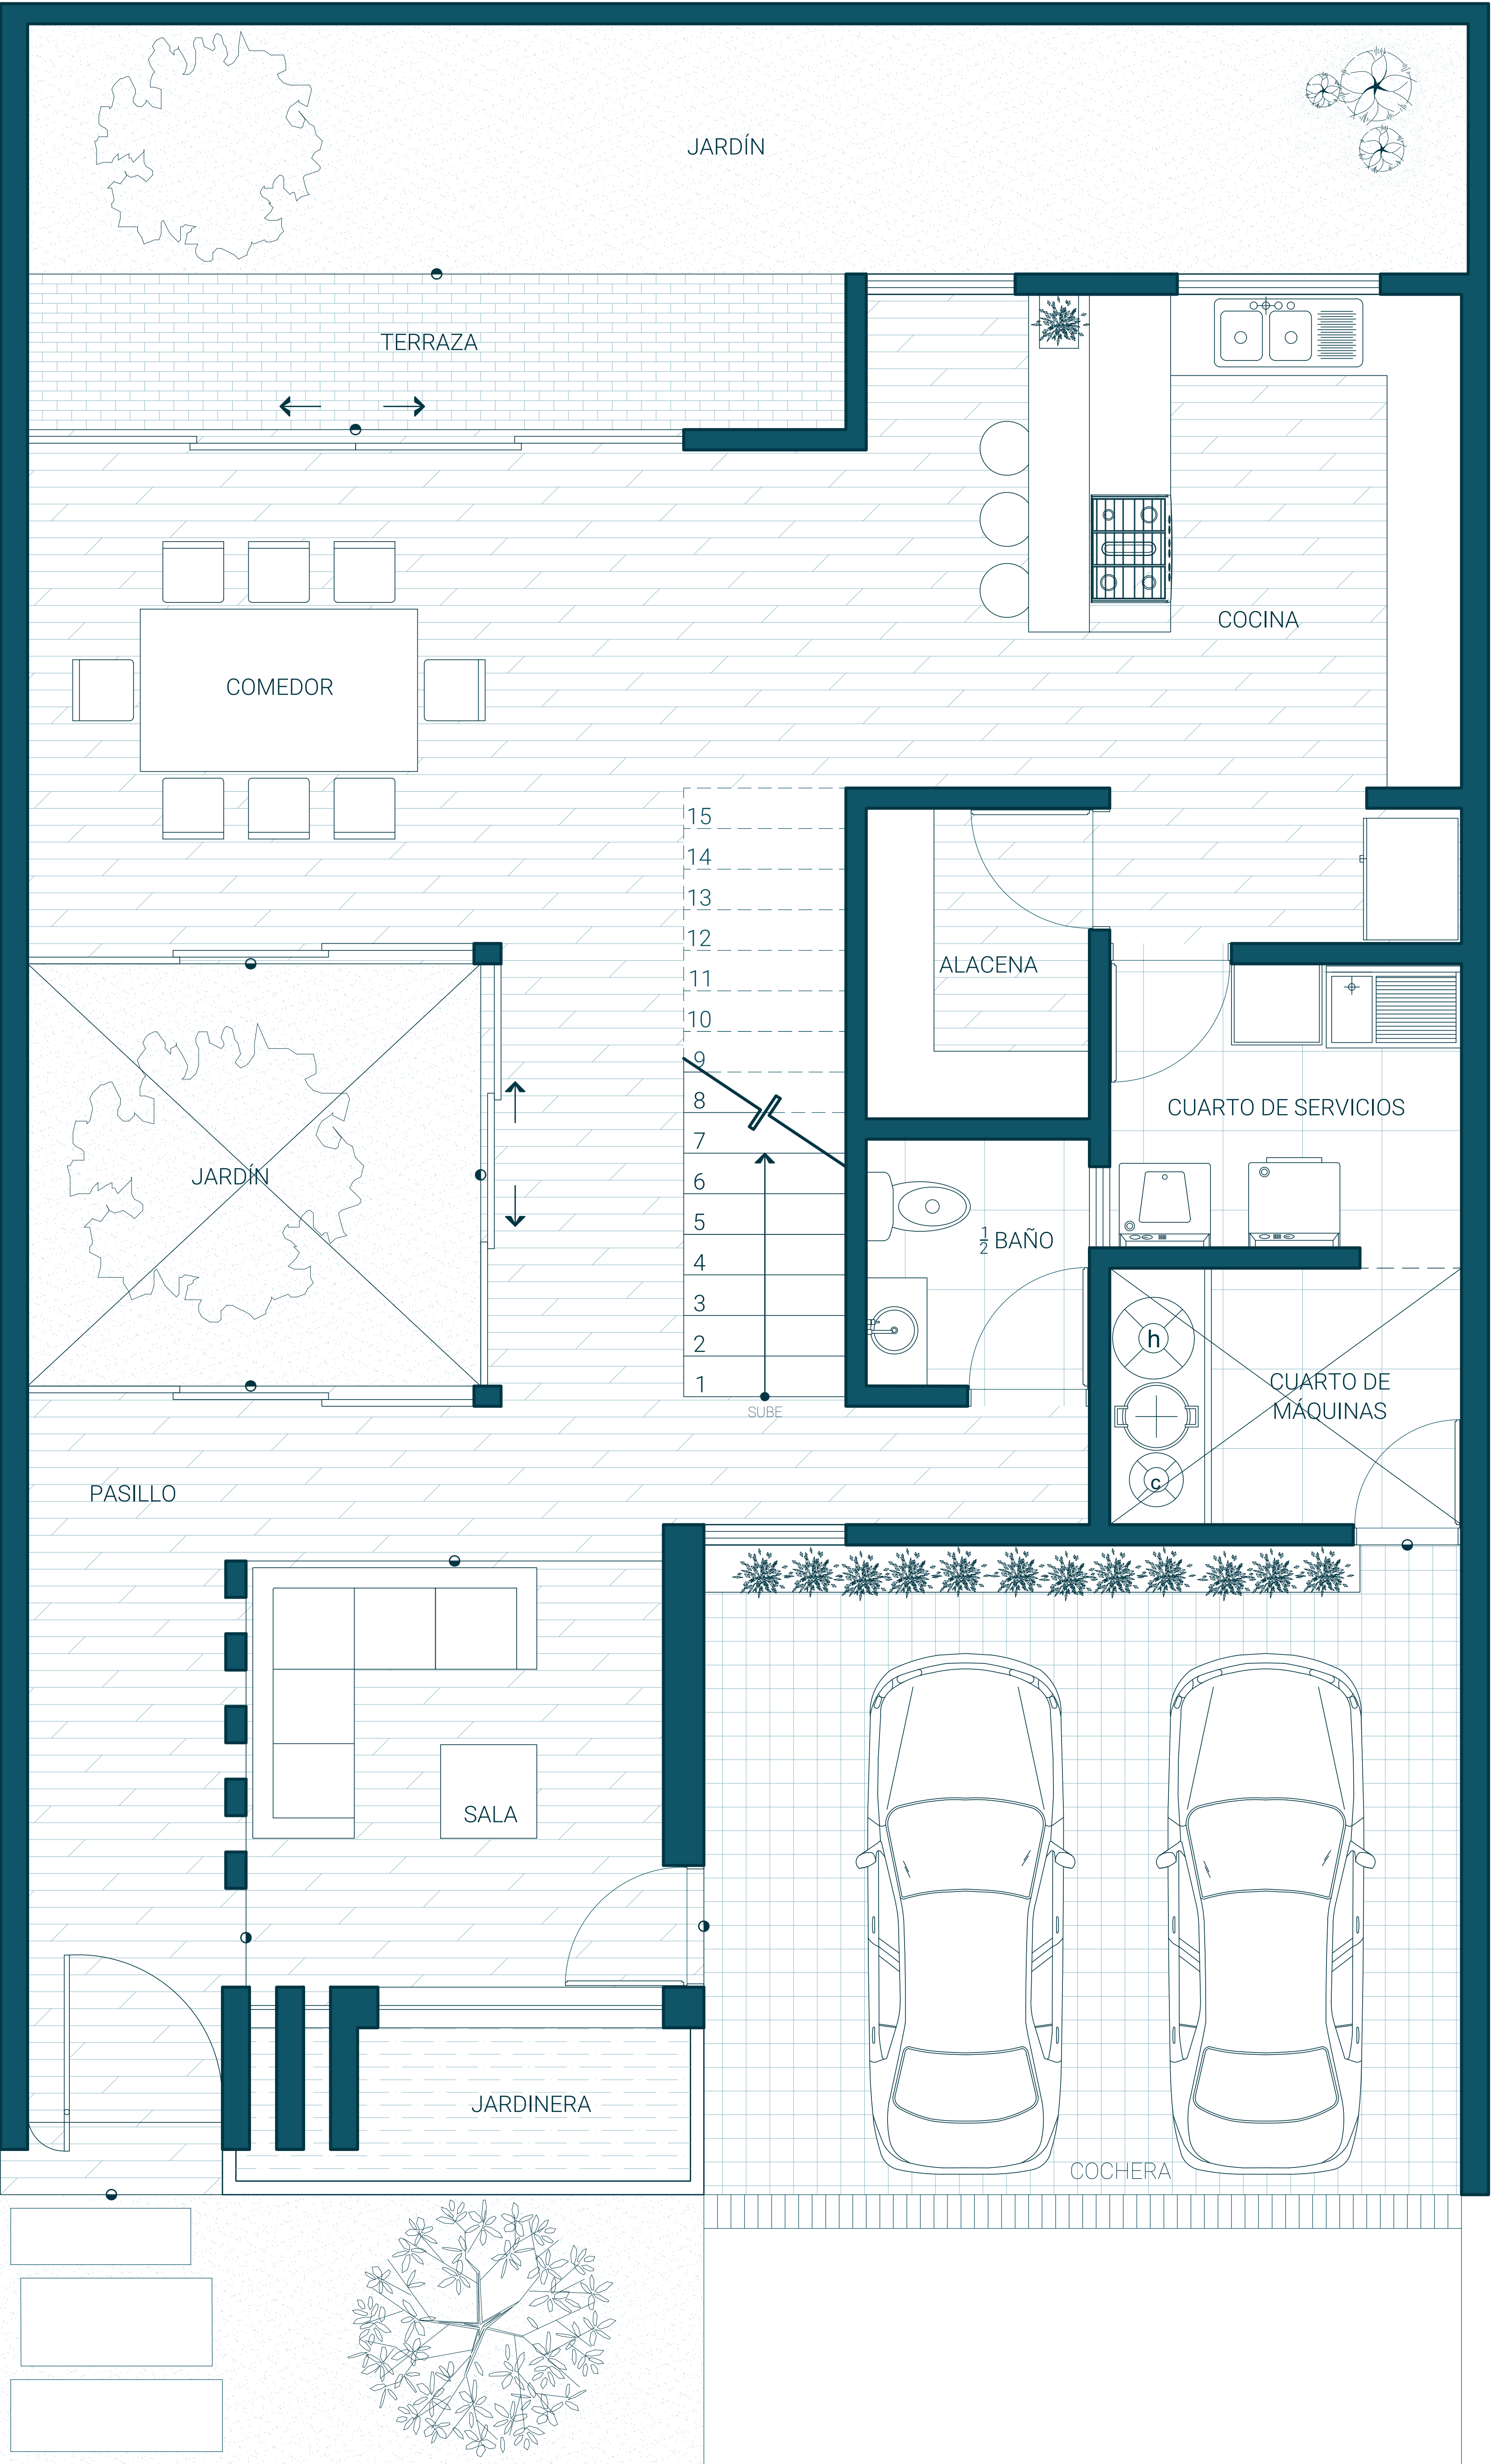 JARDÍN
TERRAZA
COCINA
COMEDOR
15
14
13
12
11
10
9
8
7
6
5
4
3
2
1
SUBE
ALACENA
CUARTO DE SERVICIOS
JARDÍN
½ BAÑO
h
CUARTO DE
MÁQUINAS
c
PASILLO
SALA
JARDINERA
COCHERA